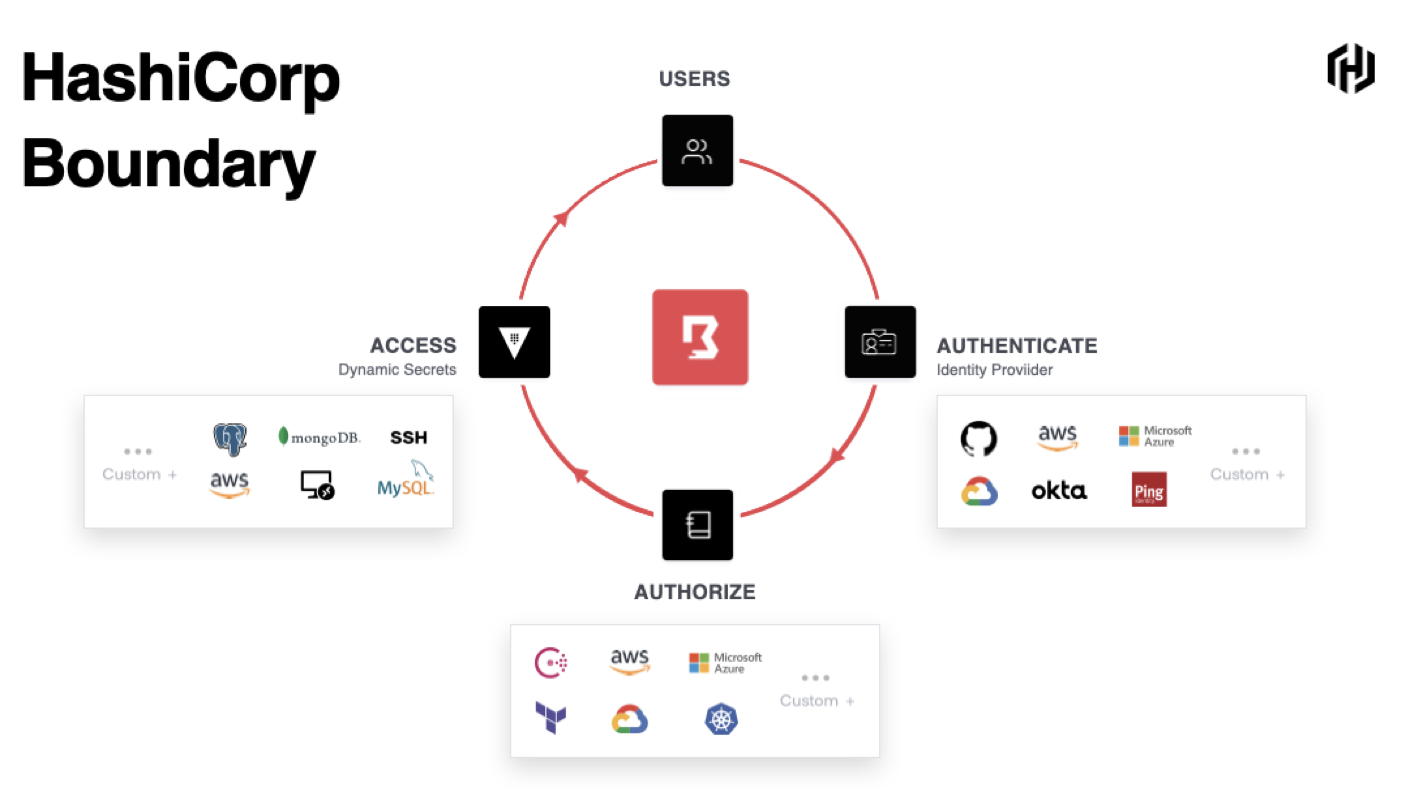 HashiCorp
Boundary
USERS
ACCESS
Dynamic Secrets
AUTHENTICATE
Identity Proviider
Custom +
mongoDB.
SSH
aws
MySQL.
aws
Microsoft
Azure
okta
Ping
Identity
Custom +
AUTHORIZE
aws
Microsoft
Azure
Custom +